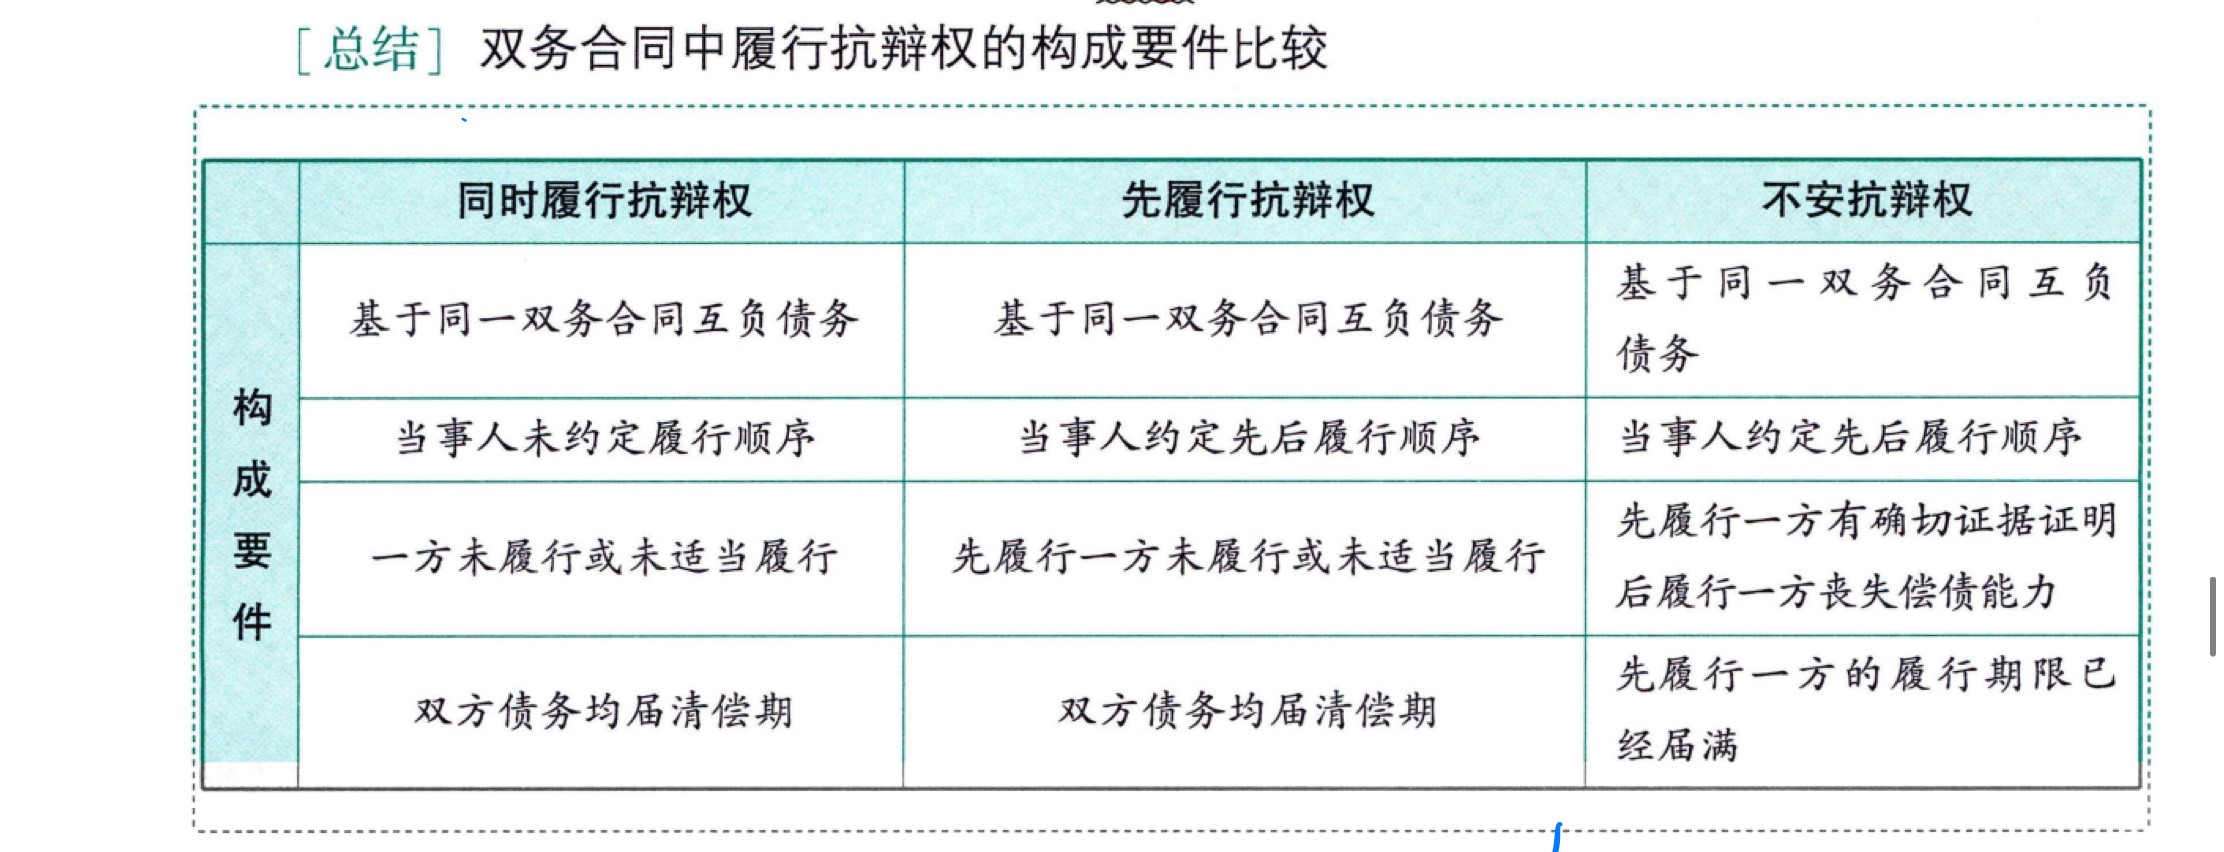 ［总结］ 双务合同中履行抗辩权的构成要件比较
同时履行抗辩权 先履行抗辩权 不安抗辩权
构成要件
基于同一双务合同互负债务 基于同一双务合同互负债务 基于同一双务合同互负
债务
当事人未约定履行顺序 当事人约定先后履行顺序 当事人约定先后履行顺序
一方未履行或未适当履行 先履行一方未履行或未适当履行 先履行一方有确切证据证明
后履行一方丧失偿债能力
双方债务均届清偿期 双方债务均届清偿期 先履行一方的履行期限已
经届满